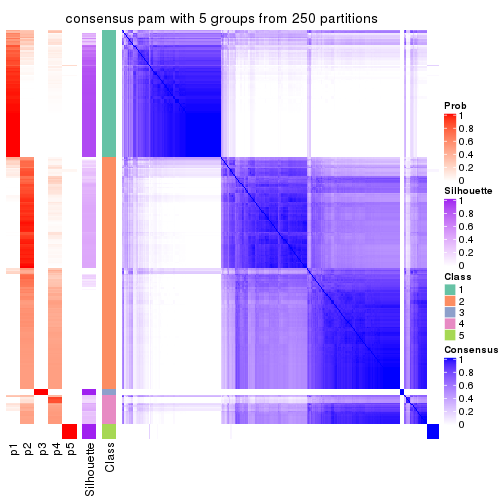 consensus pam with 5 groups from 250 partitions
Prob
1
0.8
0.6
0.4
0.2
0
Silhouette
1
0.8
0.6
0.4
0.2
0
Class
1
2
3
4
5
Consensus
1
0.8
0.6
0.4
0.2
0
p1
p2
p3
p4
p5
Silhouette
Class